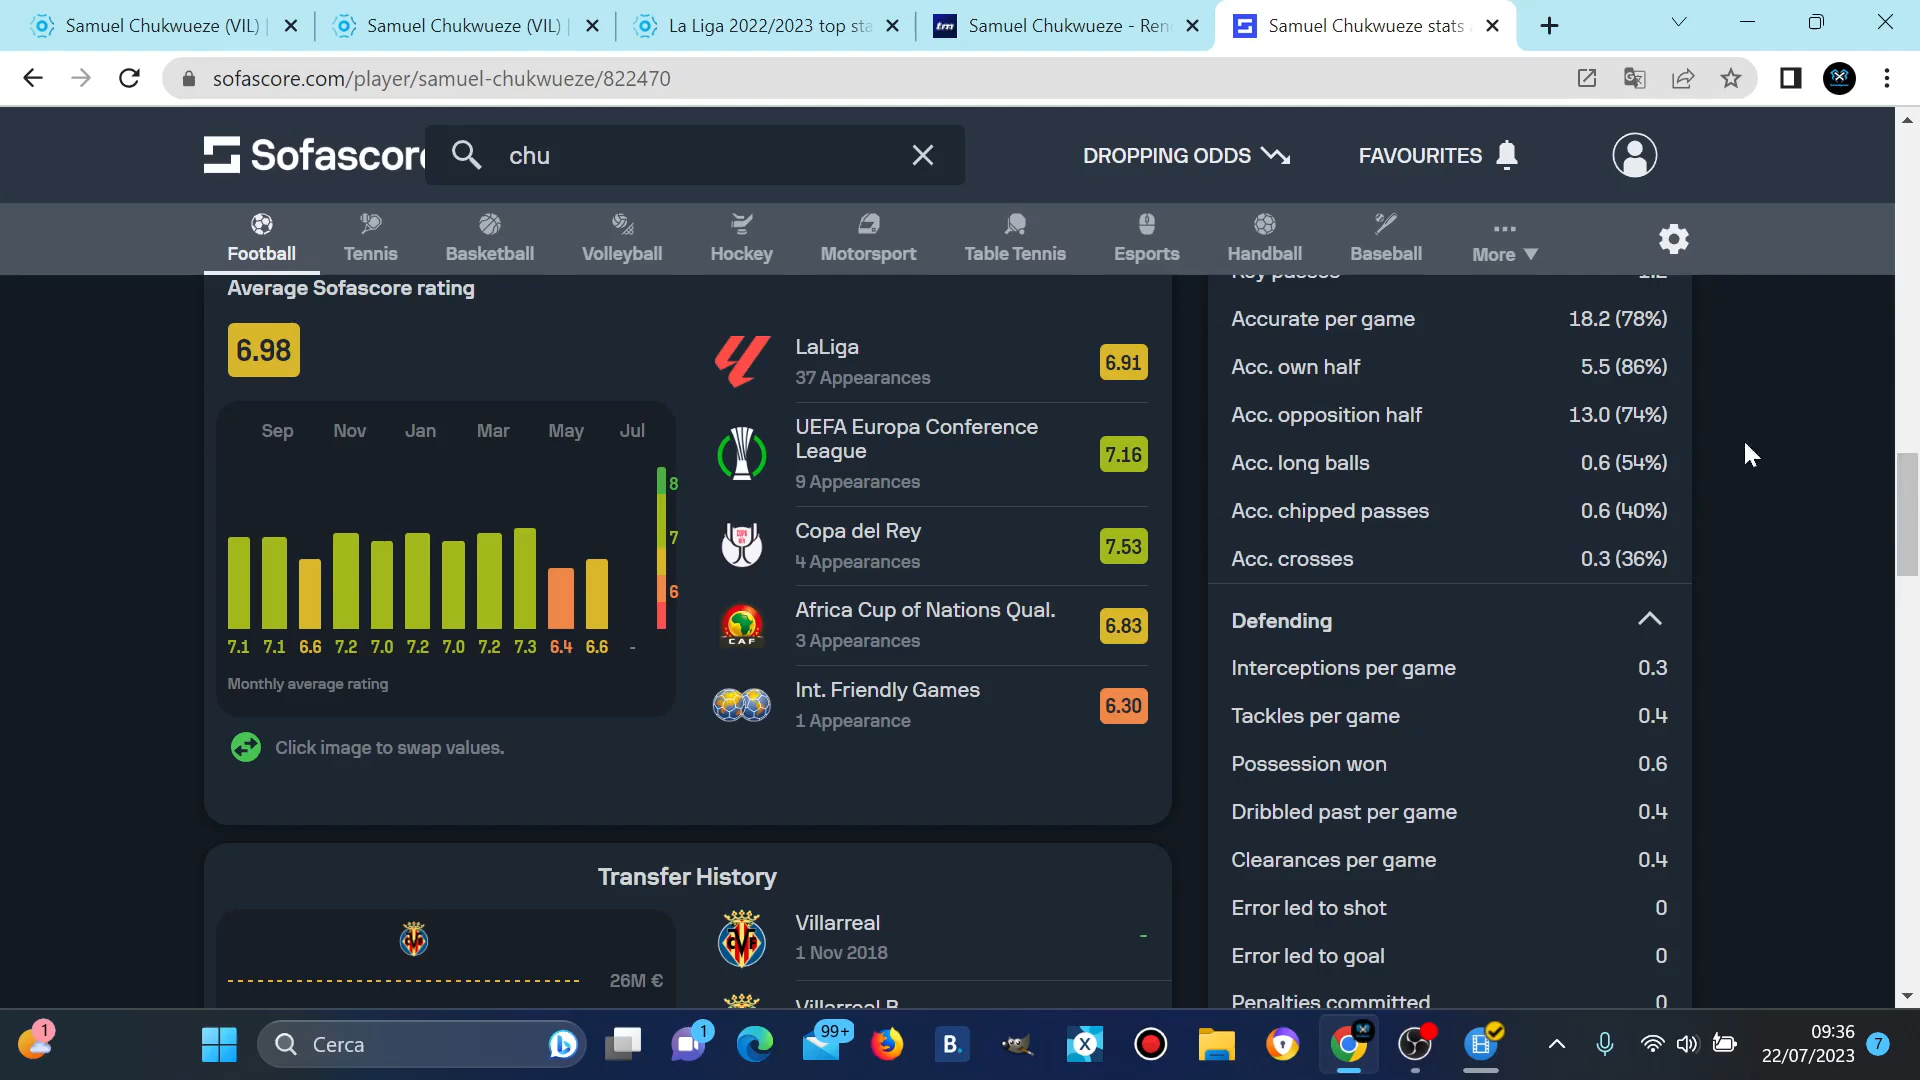 Samuel Chukwueze (VIL) |
Samuel Chukwueze (VIL) |
La Liga 2022/2023 top sta
tm Samuel Chukwueze - Ren
Samuel Chukwueze stats
sofascore.com/player/samuel-chukwueze/822470
Sofascore
chu
DROPPING ODDS
FAVOURITES
Football
Tennis
Basketball
Volleyball
Hockey
Motorsport
Table Tennis
Esports
Handball
Baseball
More
Average Sofascore rating
6.98
Sep Nov Jan Mar May Jul
8
7
6
7.1 7.1 6.6 7.2 7.0 7.2 7.0 7.2 7.3 6.4 6.6 -
Monthly average rating
Click image to swap values.
LaLiga
37 Appearances
6.91
UEFA Europa Conference
League
9 Appearances
7.16
Copa del Rey
4 Appearances
7.53
CAF
Africa Cup of Nations Qual.
3 Appearances
6.83
Int. Friendly Games
1 Appearance
6.30
Transfer History
26M €
Villarreal
1 Nov 2018
-
Villarreal B
Key passes 1.2
Accurate per game 18.2 (78%)
Acc. own half 5.5 (86%)
Acc. opposition half 13.0 (74%)
Acc. long balls 0.6 (54%)
Acc. chipped passes 0.6 (40%)
Acc. crosses 0.3 (36%)
Defending
Interceptions per game 0.3
Tackles per game 0.4
Possession won 0.6
Dribbled past per game 0.4
Clearances per game 0.4
Error led to shot 0
Error led to goal 0
Penalties committed 0
1
Cerca
1
99+
B.
09:36
22/07/2023
7